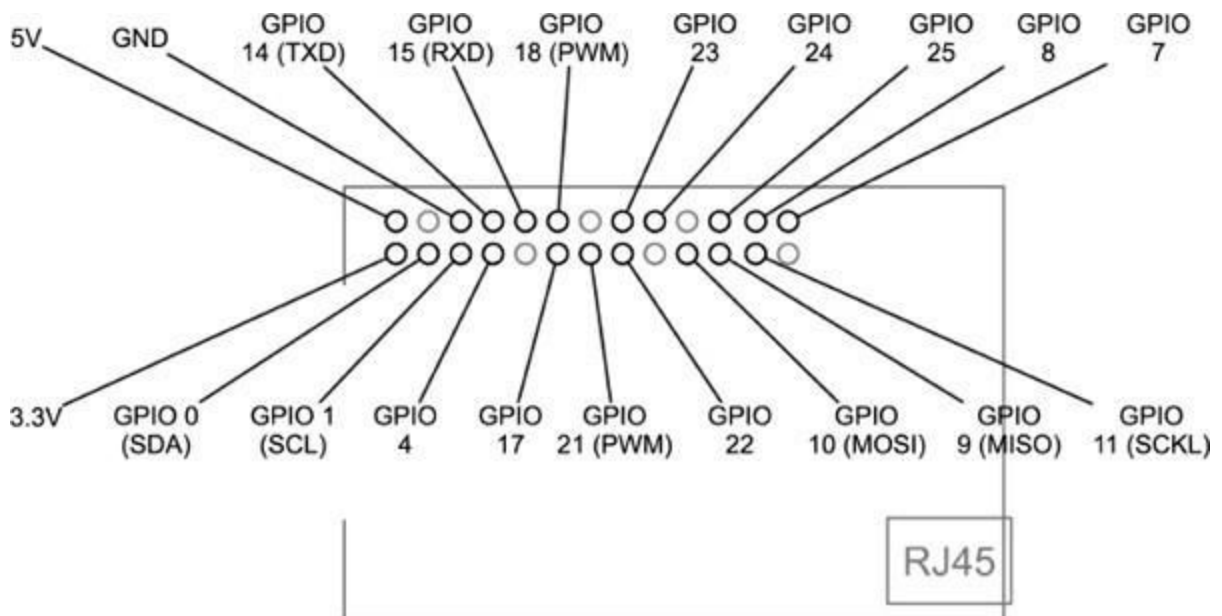 5V
GND
GPIO
14 (TXD)
GPIO
15 (RXD)
GPIO
18 (PWM)
GPIO
23
GPIO
24
GPIO
25
GPIO
8
GPIO
7
3.3V
GPIO 0
(SDA)
GPIO 1
(SCL)
GPIO
4
GPIO
17
GPIO
21 (PWM)
GPIO
22
GPIO
10 (MOSI)
GPIO
9 (MISO)
GPIO
11 (SCKL)
RJ45